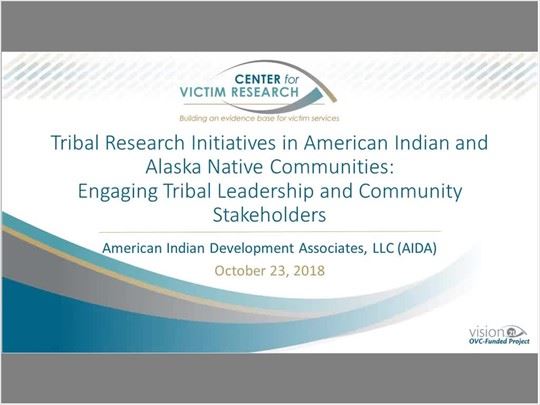 CENTER for
VICTIM RESEARCH
Building an evidence base for victim services
Tribal Research Initiatives in American Indian and
Alaska Native Communities:
Engaging Tribal Leadership and Community
Stakeholders
American Indian Development Associates, LLC (AIDA)
October 23, 2018
vision 21
OVC-Funded Project